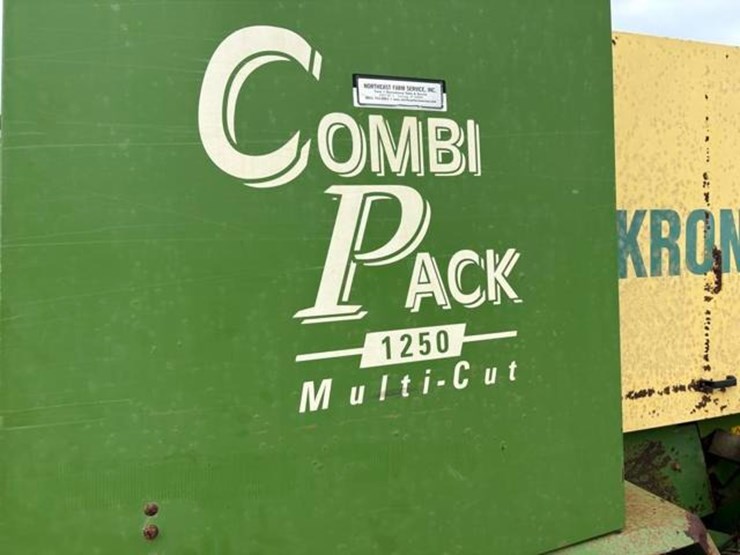 NORTHEAST FARM SERVICE, INC.
COMBI
PACK
1250
Multi-Cut
KRON